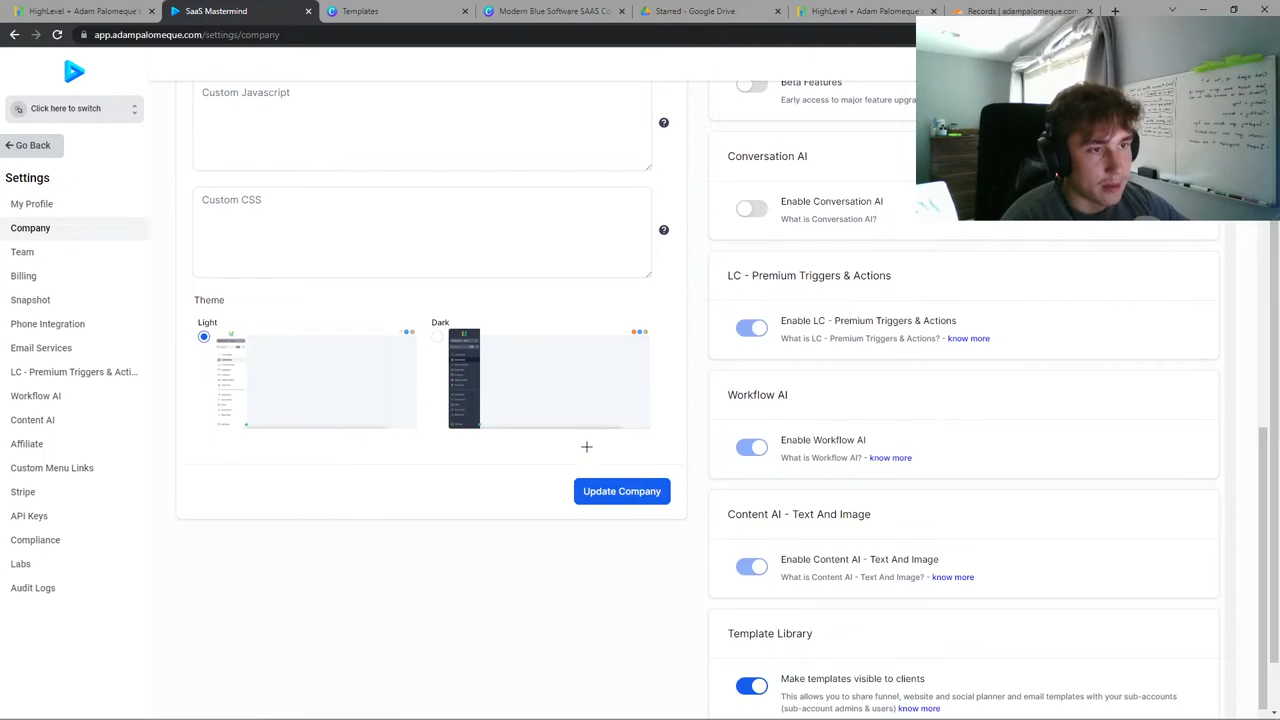 HighLevel + Adam Palomeque'
SaaS Mastermind
Templates
Modern Blue Software SAAS Co
Starred - Google Drive
HighLevel + Adam Palomeque
app.adampalomeque.com/settings/company
Click here to switch
Go Back
Settings
My Profile
Company
Team
Billing
Snapshot
Phone Integration
Email Services
LC - Premium Triggers & Acti...
Workflow AI
Content AI
Affiliate
Custom Menu Links
Stripe
API Keys
Compliance
Labs
Audit Logs
Custom Javascript
Custom CSS
Theme
Light
Dark
Update Company
Beta Features
Early access to major feature upgra
Conversation AI
Enable Conversation AI
What is Conversation AI?
LC - Premium Triggers & Actions
Enable LC - Premium Triggers & Actions
What is LC - Premium Triggers & Actions? - know more
Workflow AI
Enable Workflow AI
What is Workflow AI? - know more
Content AI - Text And Image
Enable Content AI - Text And Image
What is Content AI - Text And Image? - know more
Template Library
Make templates visible to clients
This allows you to share funnel, website and social planner and email templates with your sub-accounts
(sub-account admins & users) know more